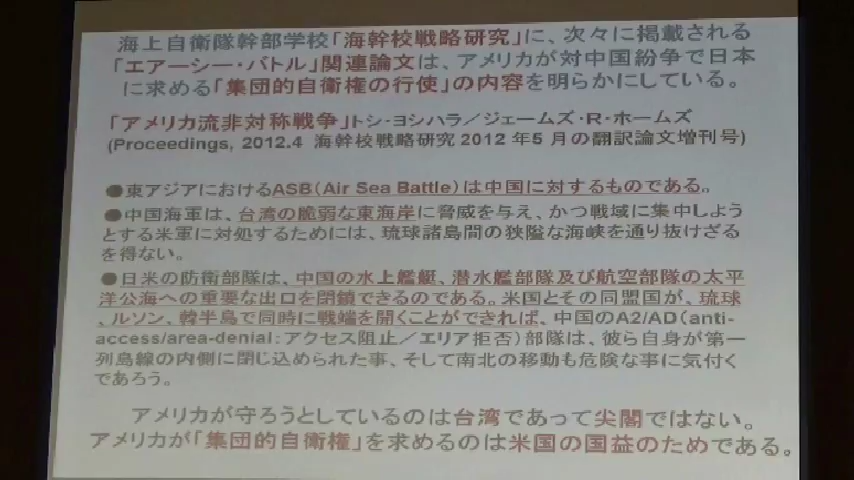 海上自衛隊幹部学校「海幹校戦略研究」に、次々に掲載される
「エアーシー・バトル」関連論文は、アメリカが対中国紛争で日本
に求める「集団的自衛権の行使」の内容を明らかにしている。
「アメリカ流非対称戦争」トシ・ヨシハラ／ジェームズ・R・ホームズ
(Proceedings, 2012.4 海幹校戦略研究2012年5月の翻訳論文増刊号)
●東アジアにおけるASB(Air Sea Battle)は中国に対するものである。
●中国海軍は、台湾の脆弱な東海岸に脅威を与え、かつ戦域に集中しよう
とする米軍に対処するためには、琉球諸島間の狭隘な海峡を通り抜けざる
を得ない。
●日米の防衛部隊は、中国の水上艦艇、潜水艦部隊及び航空部隊の太平
洋公海への重要な出口を閉鎖できるのである。米国とその同盟国が、琉球
、ルソン、韓半島で同時に戦端を開くことができれば、中国のA2/AD(anti-
access/area-denial:アクセス阻止／エリア拒否)部隊は、彼ら自身が第一
列島線の内側に閉じ込められた事、そして南北の移動も危険な事に気付く
であろう。
アメリカが守ろうとしているのは台湾であって尖閣ではない。
アメリカが「集団的自衛権」を求めるのは米国の国益のためである。